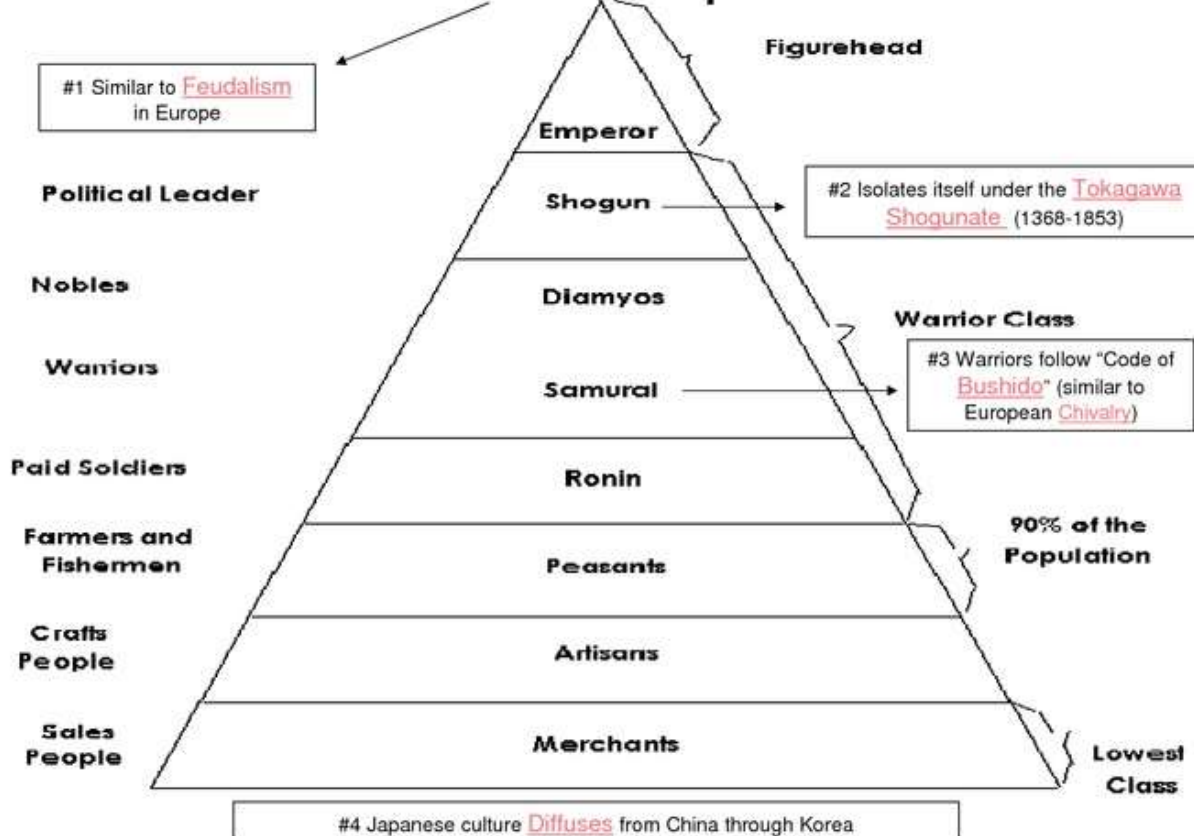 Figurehead
#1 Similar to Feudalism
in Europe
Emperor
Political Leader
Shogun
#2 Isolates itself under the Tokagawa
Shogunate (1368-1853)
Nobles
Diamyos
Warrior Class
Warriors
Samurai
#3 Warriors follow “Code of
Bushido” (similar to
European Chivalry)
Paid Soldiers
Ronin
Farmers and
Fishermen
Peasants
90% of the
Population
Crafts
People
Artisans
Sales
People
Merchants
Lowest
Class
#4 Japanese culture Diffuses from China through Korea